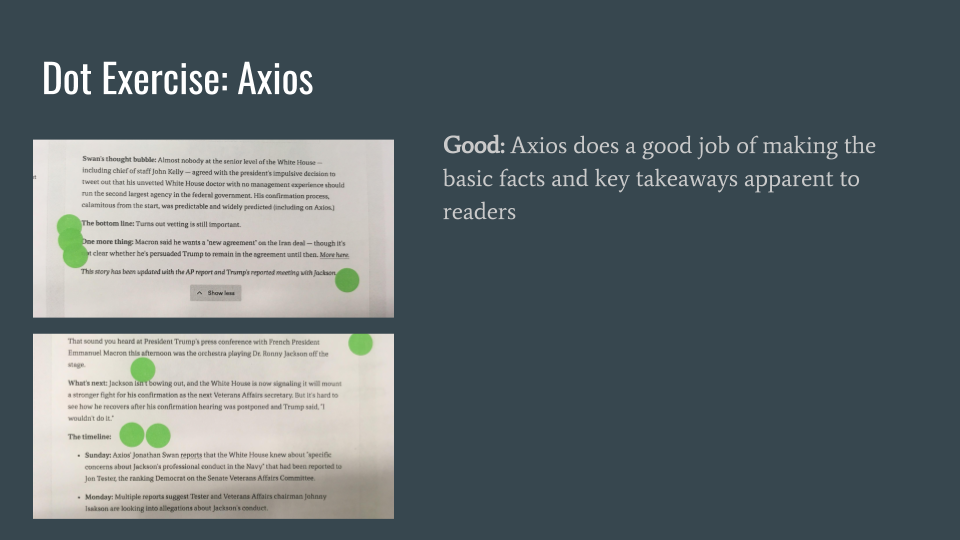 Dot Exercise: Axios
Swan's thought bubble: Almost nobody at the senior level of the White House —
including chief of staff John Kelly — agreed with the president's impulsive decision to
tweet out that his unvetted White House doctor with no management experience should
run the second largest agency in the federal government. His confirmation process,
calamitous from the start, was predictable and widely predicted (including on Axios.)
The bottom line: Turns out vetting is still important.
One more thing: Macron said he wants a "new agreement" on the Iran deal — though it's
clear whether he's persuaded Trump to remain in the agreement until then. More here.
This story has been updated with the AP report and Trump's reported meeting with Jackson.
Show less
That sound you heard at President Trump's press conference with French President
Emmanuel Macron this afternoon was the orchestra playing Dr. Ronny Jackson off the
stage.
What's next: Jackson isn't bowing out, and the White House is now signaling it will mount
a stronger fight for his confirmation as the next Veterans Affairs secretary. But it's hard to
see how he recovers after his confirmation hearing was postponed and Trump said, "I
wouldn't do it."
The timeline:
• Sunday: Axios' Jonathan Swan reports that the White House knew about "specific
concerns about Jackson's professional conduct in the Navy" that had been reported to
Jon Tester, the ranking Democrat on the Senate Veterans Affairs Committee.
• Monday: Multiple reports suggest Tester and Veterans Affairs chairman Johnny
Isakson are looking into allegations about Jackson's conduct.
Good: Axios does a good job of making the
basic facts and key takeaways apparent to
readers